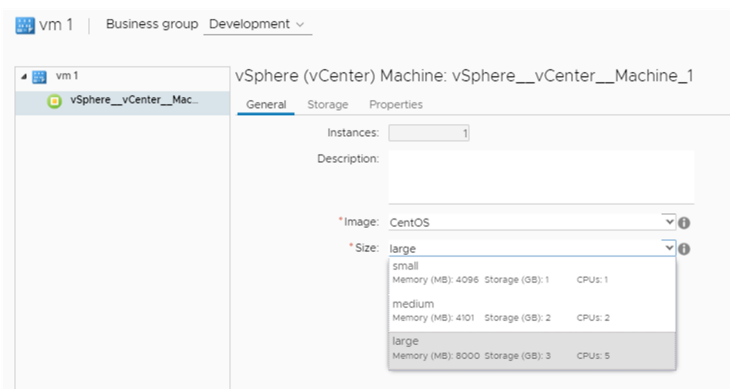 vm 1 Business group Development
vm 1
vSphere__vCenter__Mac...
vSphere (vCenter) Machine: vSphere__vCenter__Machine_1
General Storage Properties
Instances: 1
Description:
*Image: CentOS
*Size: large
small
Memory (MB): 4096 Storage (GB): 1 CPUs: 1
medium
Memory (MB): 4101 Storage (GB): 2 CPUs: 2
large
Memory (MB): 8000 Storage (GB): 3 CPUs: 5